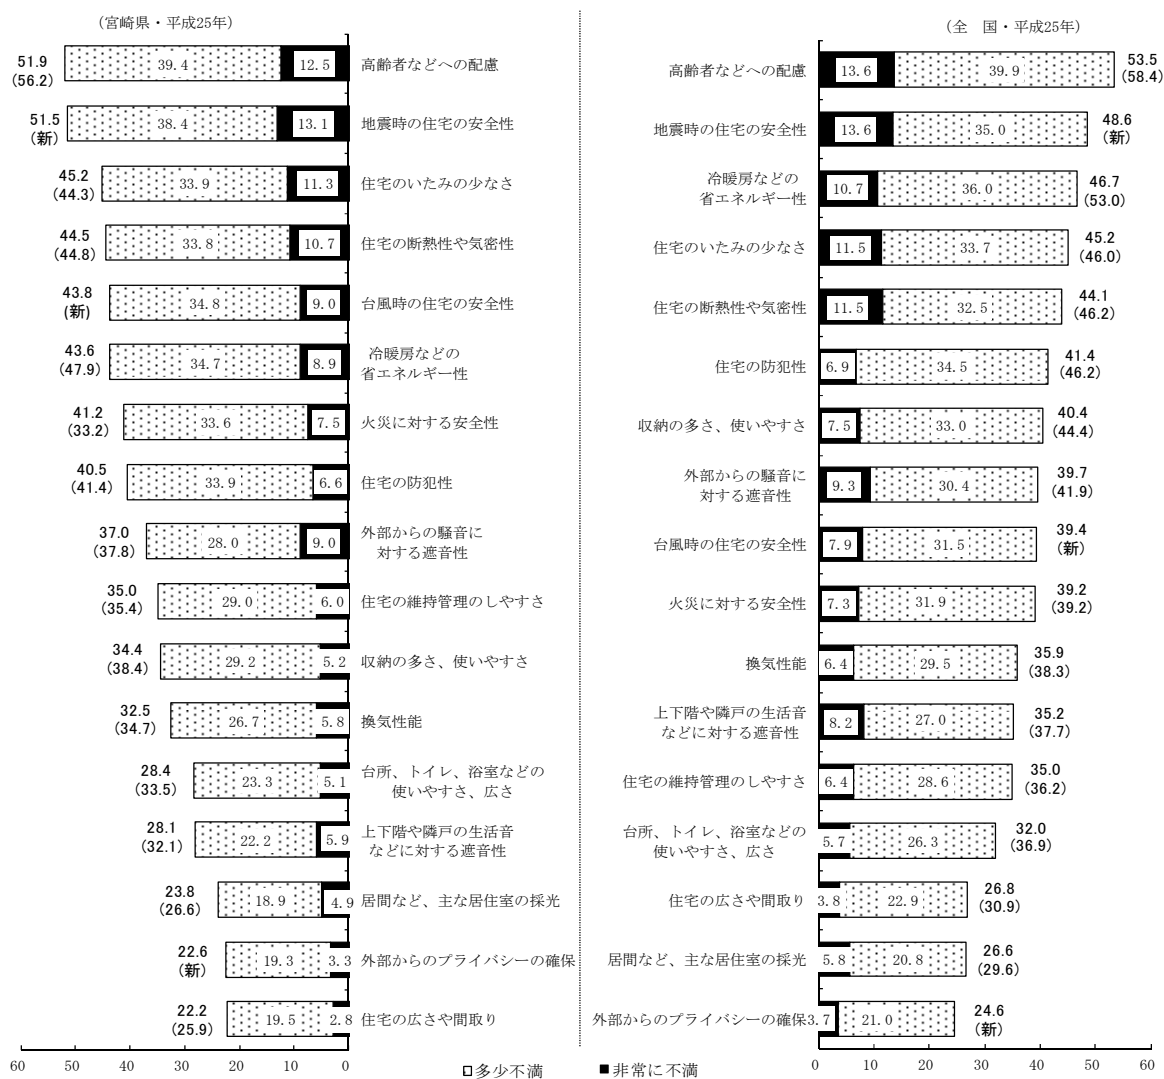 (宮崎県・平成25年)
51.9
(56.2)
39.4
12.5
高齢者などへの配慮
51.5
(新)
38.4
13.1
地震時の住宅の安全性
45.2
(44.3)
33.9
11.3
住宅のいたみの少なさ
44.5
(44.8)
33.8
10.7
住宅の断熱性や気密性
43.8
(新)
34.8
9.0
台風時の住宅の安全性
43.6
(47.9)
34.7
8.9
冷暖房などの
省エネルギー性
41.2
(33.2)
33.6
7.5
火災に対する安全性
40.5
(41.4)
33.9
6.6
住宅の防犯性
37.0
(37.8)
28.0
9.0
外部からの騒音に
対する遮音性
35.0
(35.4)
29.0
6.0
住宅の維持管理のしやすさ
34.4
(38.4)
29.2
5.2
収納の多さ、使いやすさ
32.5
(34.7)
26.7
5.8
換気性能
28.4
(33.5)
23.3
5.1
台所、トイレ、浴室などの
使いやすさ、広さ
28.1
(32.1)
22.2
5.9
上下階や隣戸の生活音
などに対する遮音性
23.8
(26.6)
18.9
4.9
居間など、主な居住室の採光
22.6
(新)
19.3
3.3
外部からのプライバシーの確保
22.2
(25.9)
19.5
2.8
住宅の広さや間取り
60 50 40 30 20 10 0
(全 国・平成25年)
高齢者などへの配慮
13.6
39.9
53.5
(58.4)
地震時の住宅の安全性
13.6
35.0
48.6
(新)
冷暖房などの
省エネルギー性
10.7
36.0
46.7
(53.0)
住宅のいたみの少なさ
11.5
33.7
45.2
(46.0)
住宅の断熱性や気密性
11.5
32.5
44.1
(46.2)
住宅の防犯性
6.9
34.5
41.4
(46.2)
収納の多さ、使いやすさ
7.5
33.0
40.4
(44.4)
外部からの騒音に
対する遮音性
9.3
30.4
39.7
(41.9)
台風時の住宅の安全性
7.9
31.5
39.4
(新)
火災に対する安全性
7.3
31.9
39.2
(39.2)
換気性能
6.4
29.5
35.9
(38.3)
上下階や隣戸の生活音
などに対する遮音性
8.2
27.0
35.2
(37.7)
住宅の維持管理のしやすさ
6.4
28.6
35.0
(36.2)
台所、トイレ、浴室などの
使いやすさ、広さ
5.7
26.3
32.0
(36.9)
住宅の広さや間取り
3.8
22.9
26.8
(30.9)
居間など、主な居住室の採光
5.8
20.8
26.6
(29.6)
外部からのプライバシーの確保
3.7
21.0
24.6
(新)
0 10 20 30 40 50 60
多少不満
非常に不満